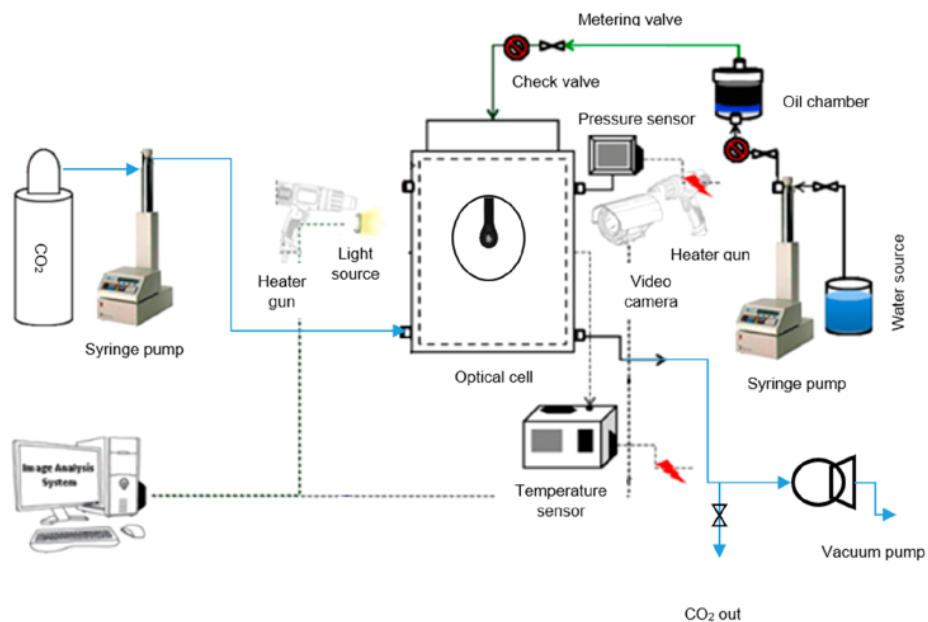 Metering valve
Check valve
Oil chamber
Pressure sensor
CO₂
Light
source
Heater
gun
Heater gun
Video
camera
Water source
Syringe pump
Optical cell
Syringe pump
Image Analysis
System
Temperature
sensor
Vacuum pump
CO₂ out